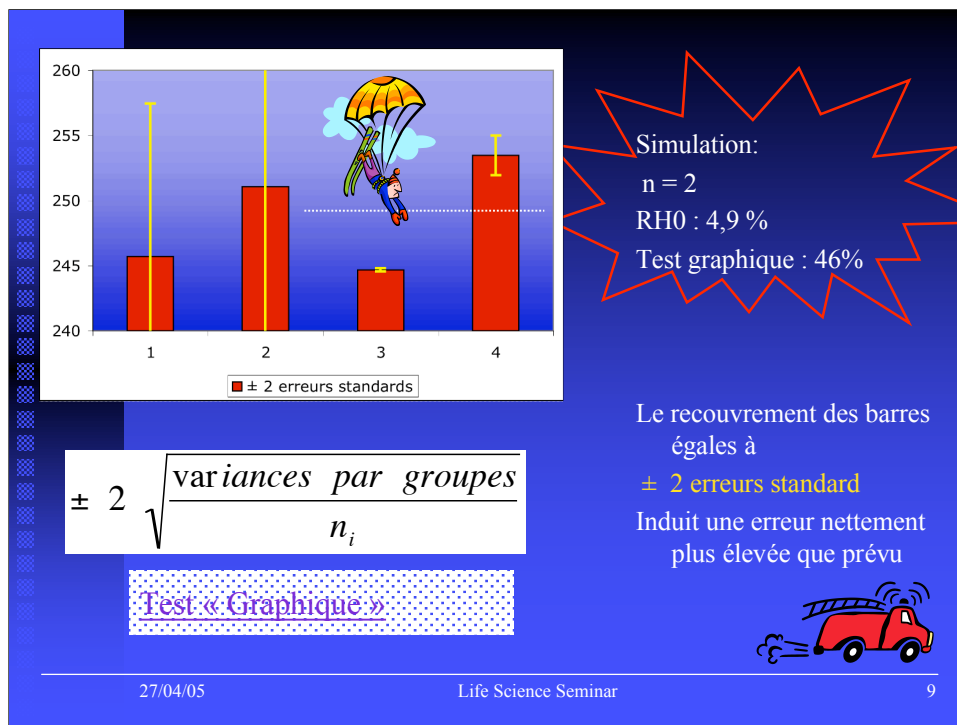 260
255
250
245
240
1 2 3 4
± 2 erreurs standards
Simulation:
n = 2
RH0 : 4,9 %
Test graphique : 46%
± 2 √ variances par groupes
n_i
Le recouvrement des barres
égales à
± 2 erreurs standard
Induit une erreur nettement
plus élevée que prévu
Test « Graphique »
27/04/05 Life Science Seminar 9